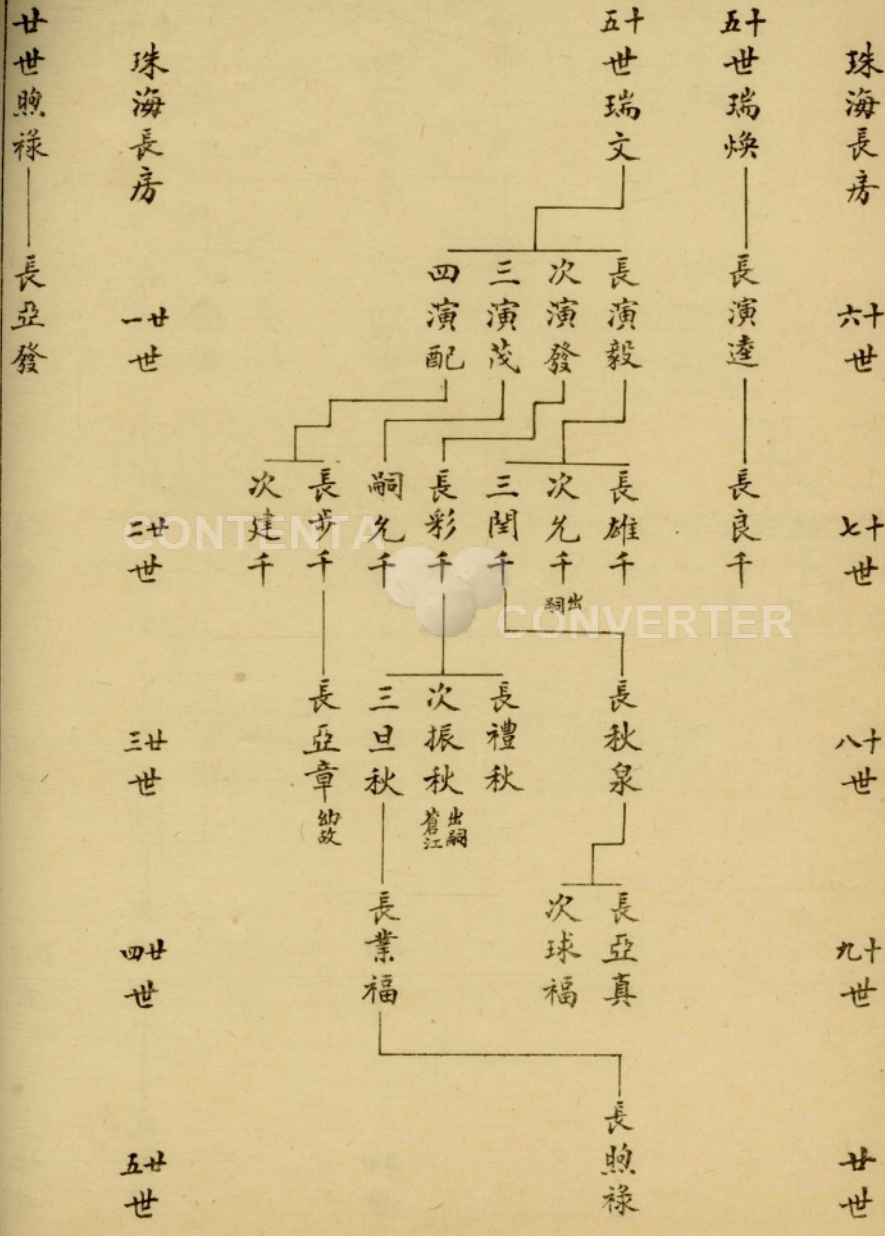 珠海長房
十六世
十七世
十八世
十九世
廿世
十五世瑞煥
長演逵
長良千
十五世瑞文
長演毅
次演發
三演茂
四演配
長雄千
次允千
出嗣
三閏千
長彩千
嗣允千
長步千
次建千
長秋泉
長禮秋
次振秋
出嗣
蒼江
三旦秋
長亞章
幼故
長亞真
次球福
長業福
長煦祿
珠海長房
廿一世
廿二世
廿三世
廿四世
廿五世
廿世煦祿
長亞發
CONTENTA
CONVERTER